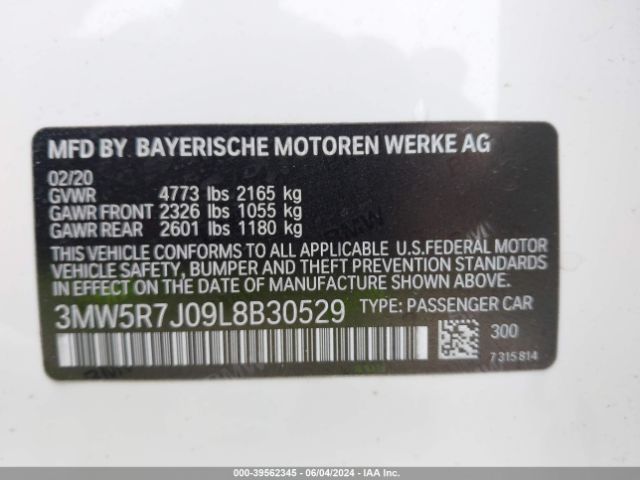 MFD BY BAYERISCHE MOTOREN WERKE AG
02/20
GVWR 4773 lbs 2165 kg
GAWR FRONT 2326 lbs 1055 kg
GAWR REAR 2601 lbs 1180 kg
THIS VEHICLE CONFORMS TO ALL APPLICABLE U.S.FEDERAL MOTOR
VEHICLE SAFETY, BUMPER AND THEFT PREVENTION STANDARDS
IN EFFECT ON THE DATE OF MANUFACTURE SHOWN ABOVE.
3MW5R7J09L8B30529 TYPE: PASSENGER CAR
300
7 315 814
000-39562345 - 06/04/2024 - IAAI.com